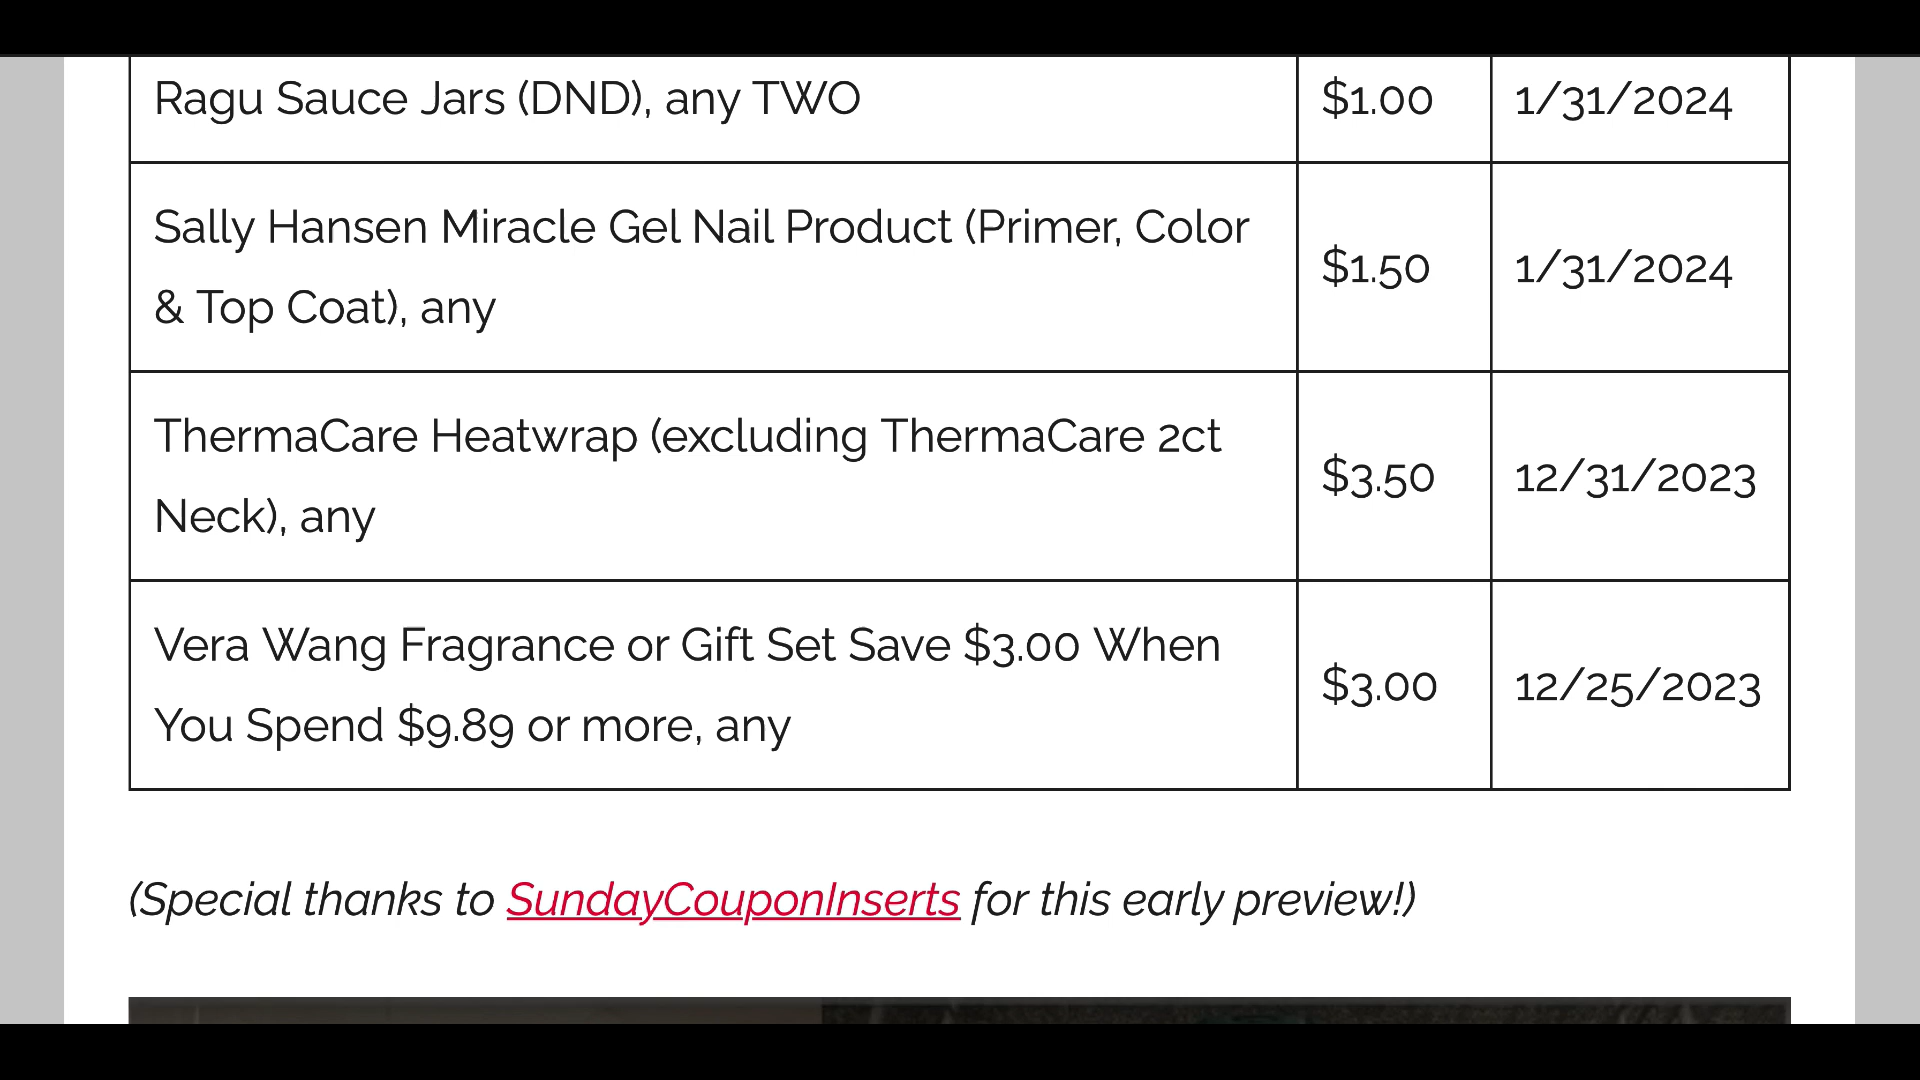 Ragu Sauce Jars (DND), any TWO $1.00 1/31/2024
Sally Hansen Miracle Gel Nail Product (Primer, Color
& Top Coat), any $1.50 1/31/2024
ThermaCare Heatwrap (excluding ThermaCare 2ct
Neck), any $3.50 12/31/2023
Vera Wang Fragrance or Gift Set Save $3.00 When
You Spend $9.89 or more, any $3.00 12/25/2023
(Special thanks to SundayCouponInserts for this early preview!)